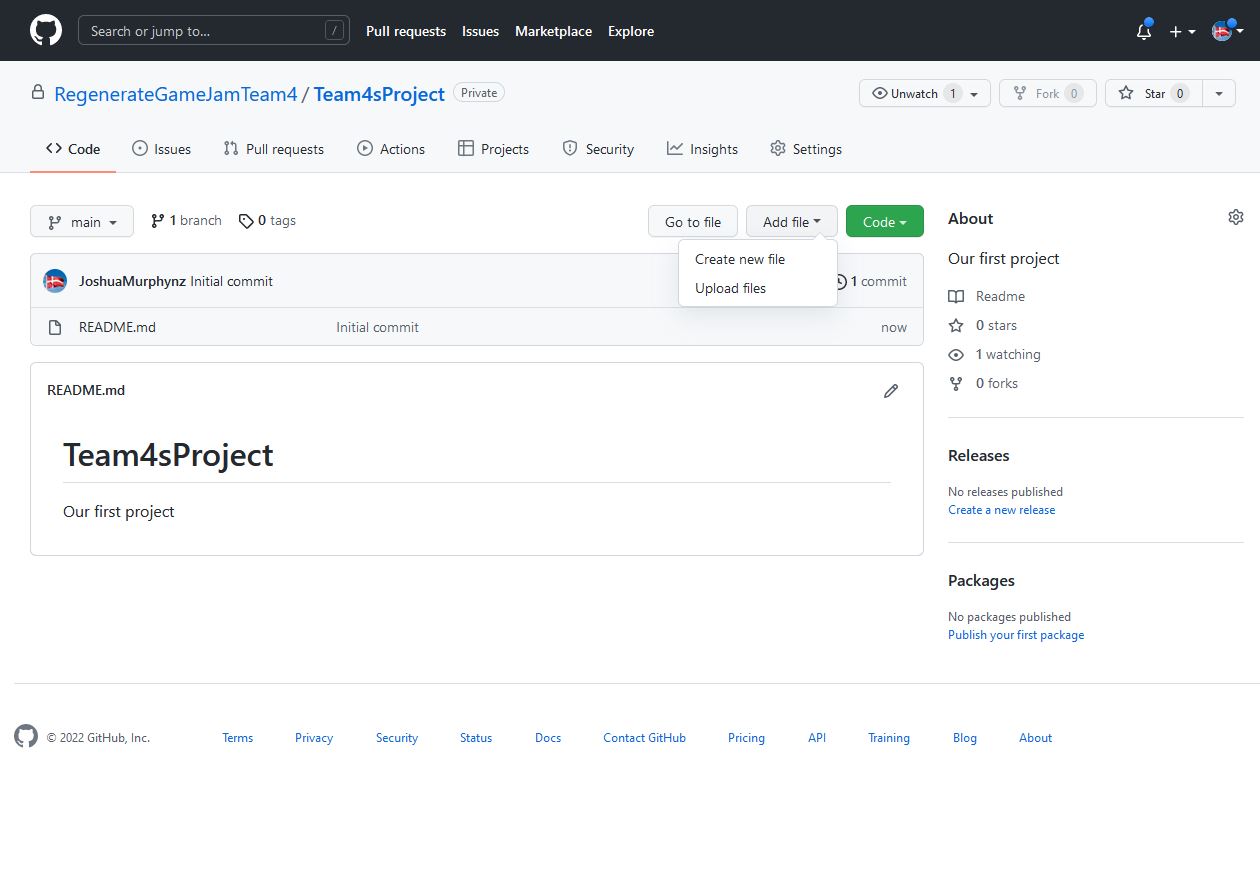 Search or jump to... /
Pull requests Issues Marketplace Explore
RegenerateGameJamTeam4 / Team4sProject Private
Unwatch 1 Fork 0 Star 0
Code Issues Pull requests Actions Projects Security Insights Settings
main 1 branch 0 tags
Go to file Add file Code
Create new file
Upload files
JoshuaMurphynz Initial commit 1 commit
README.md Initial commit now
README.md
Team4sProject
Our first project
About
Our first project
Readme
0 stars
1 watching
0 forks
Releases
No releases published
Create a new release
Packages
No packages published
Publish your first package
© 2022 GitHub, Inc. Terms Privacy Security Status Docs Contact GitHub Pricing API Training Blog About